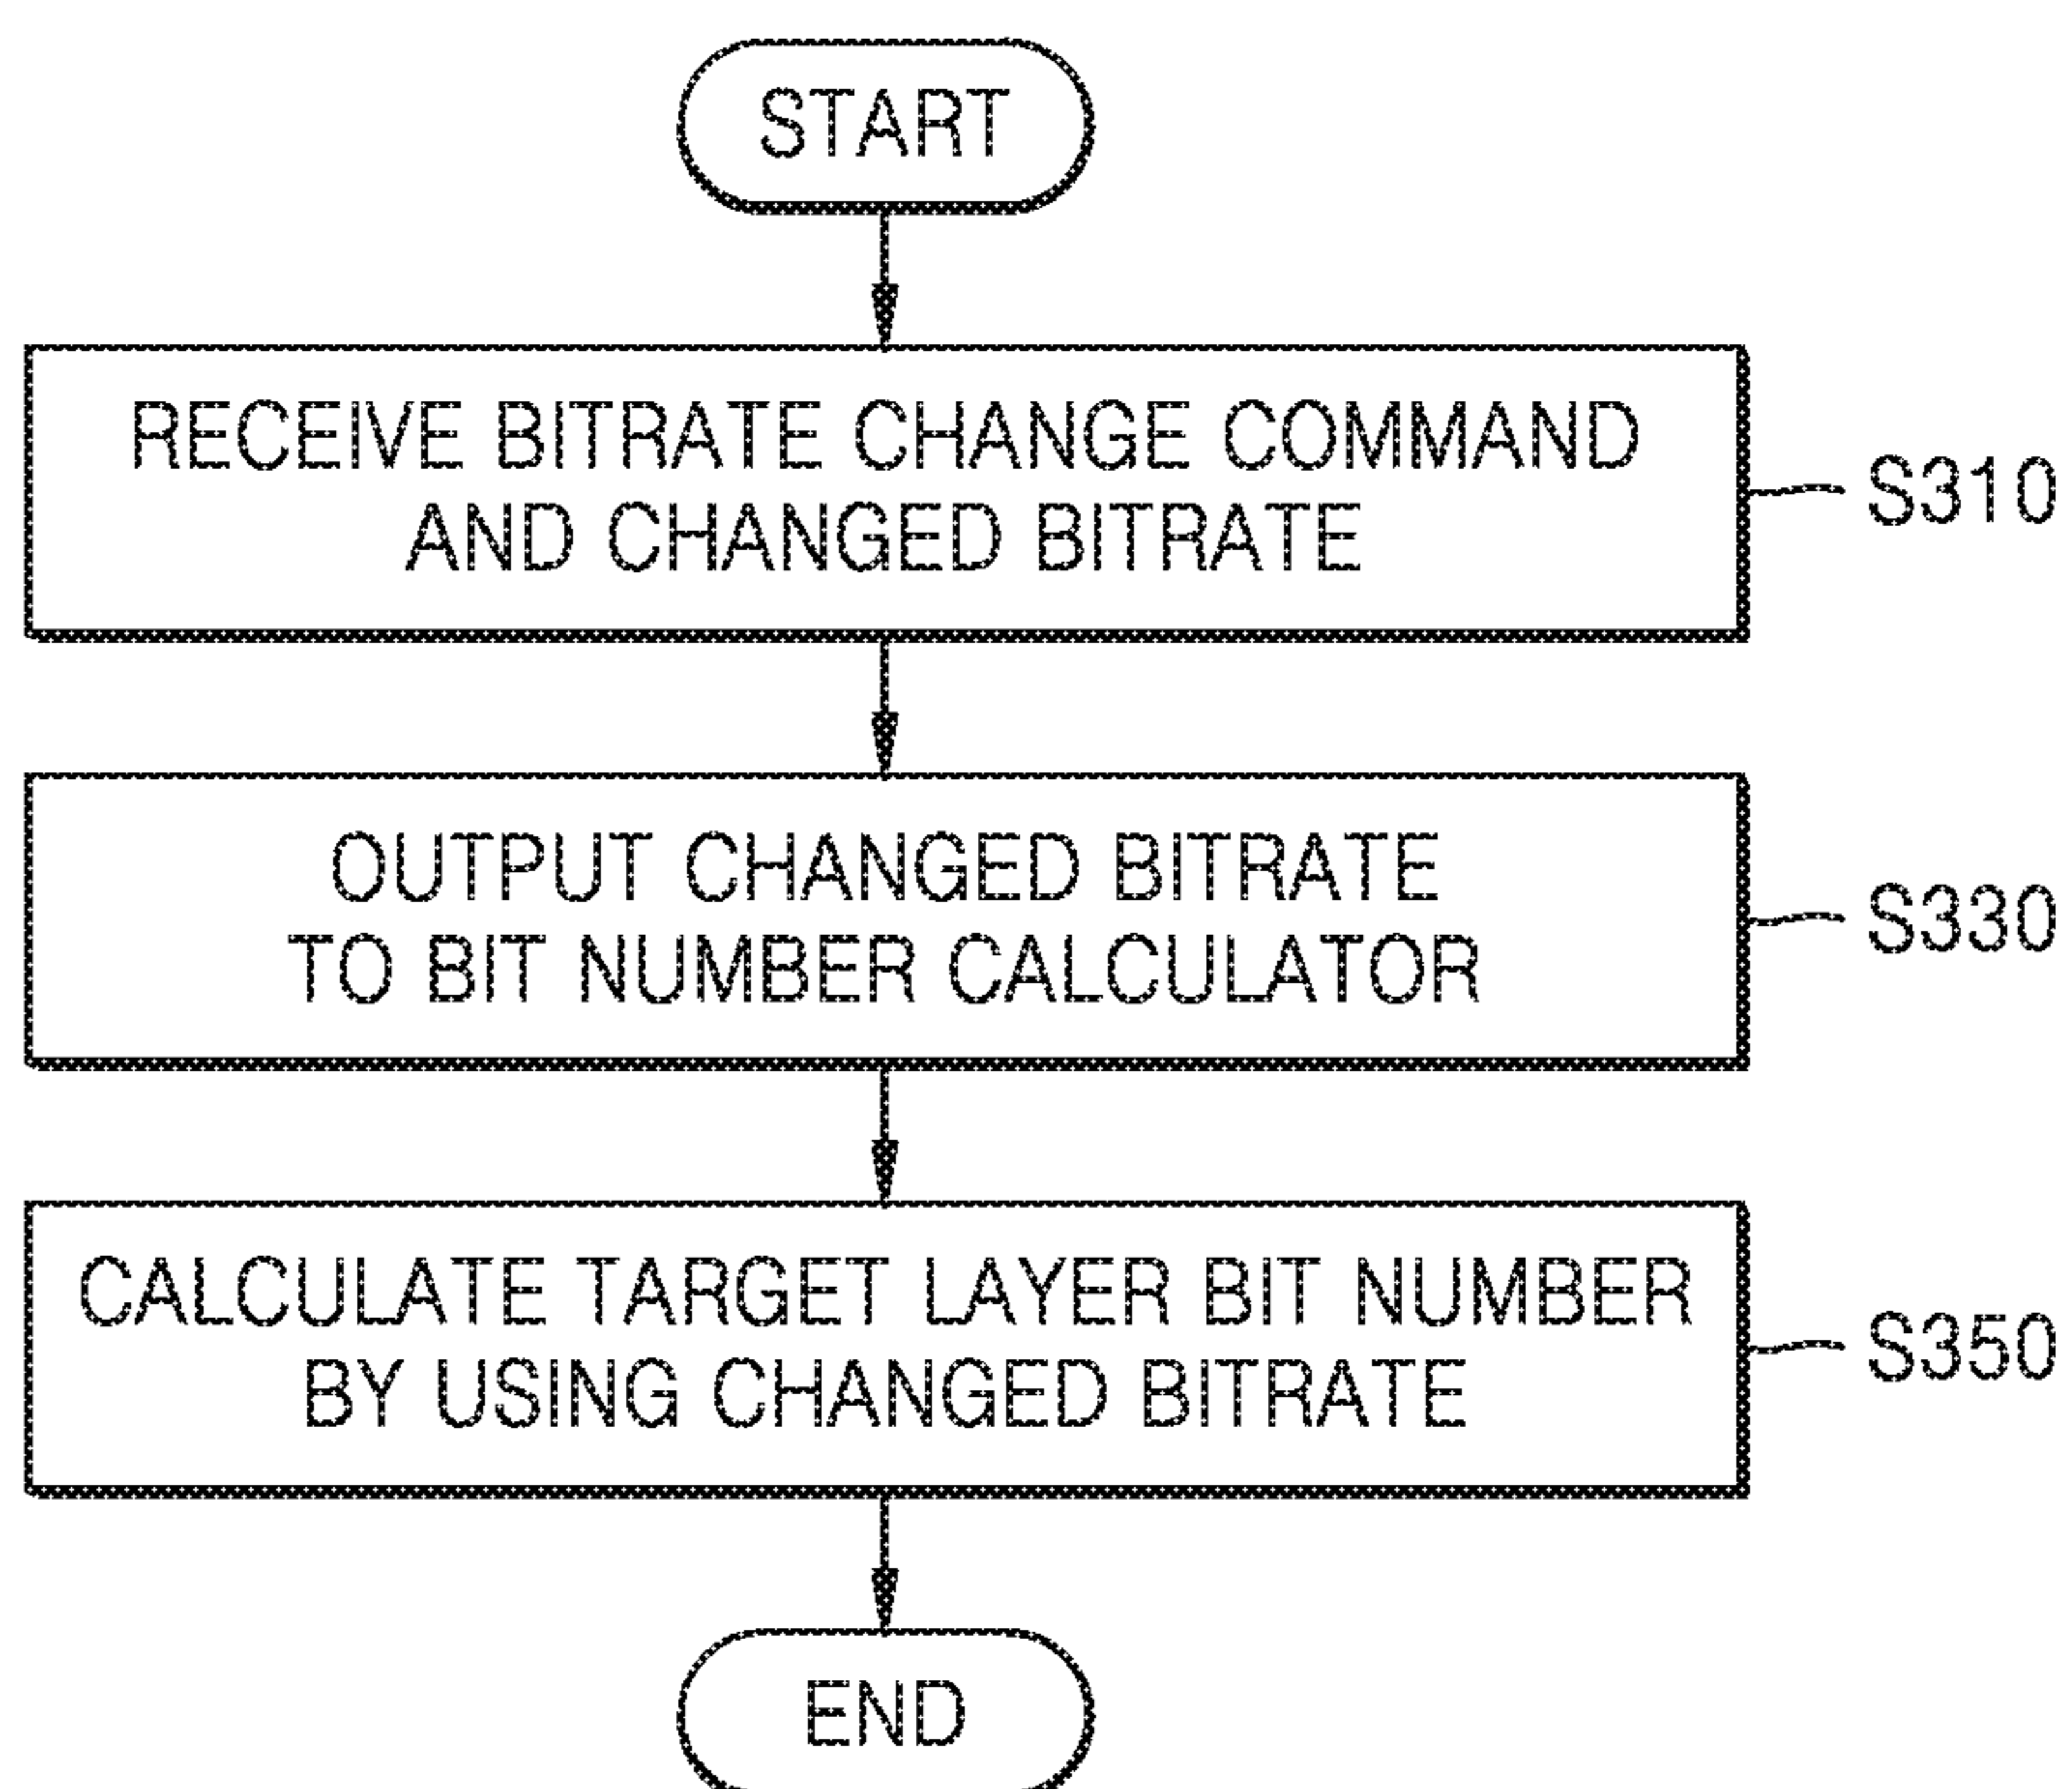 START
RECEIVE BITRATE CHANGE COMMAND
AND CHANGED BITRATE
S310
OUTPUT CHANGED BITRATE
TO BIT NUMBER CALCULATOR
S330
CALCULATE TARGET LAYER BIT NUMBER
BY USING CHANGED BITRATE
S350
END